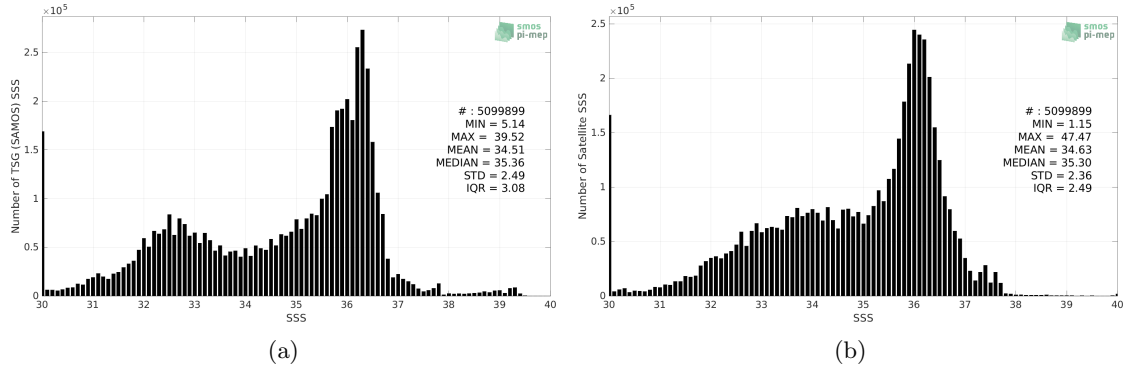 ×10⁵
smos
pi-mep
2.5
2
1.5
1
0.5
0
Number of TSG (SAMOS) SSS
# : 5099899
MIN = 5.14
MAX = 39.52
MEAN = 34.51
MEDIAN = 35.36
STD = 2.49
IQR = 3.08
30 31 32 33 34 35 36 37 38 39 40
SSS
(a)
×10⁵
smos
pi-mep
2.5
2
1.5
1
0.5
0
Number of Satellite SSS
# : 5099899
MIN = 1.15
MAX = 47.47
MEAN = 34.63
MEDIAN = 35.30
STD = 2.36
IQR = 2.49
30 31 32 33 34 35 36 37 38 39 40
SSS
(b)